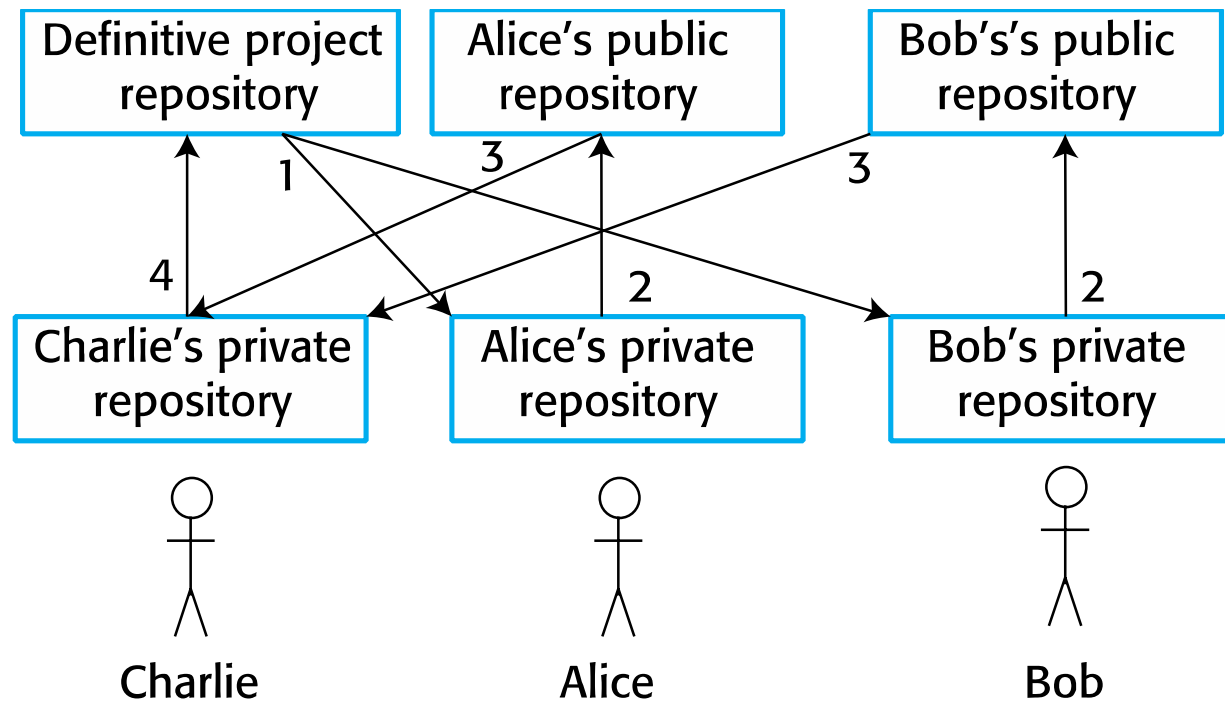 Definitive project
repository
Alice's public
repository
Bob's's public
repository
1
3
3
4
2
2
Charlie's private
repository
Alice's private
repository
Bob's private
repository
Charlie
Alice
Bob